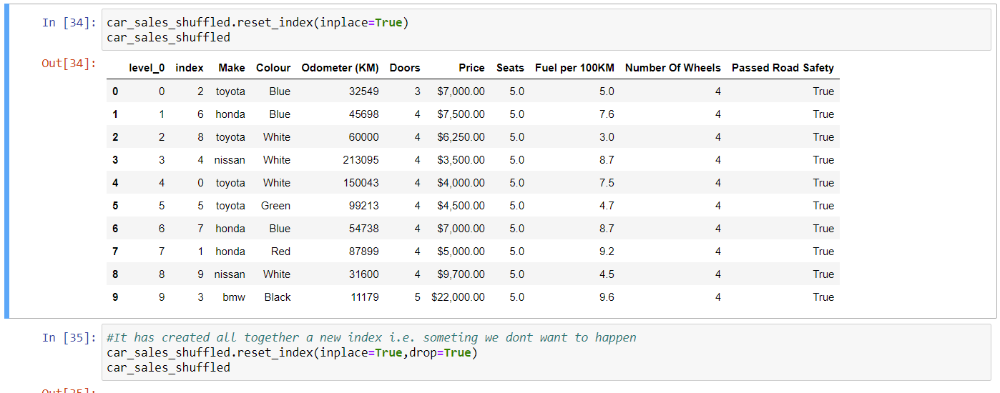 In [34]: car_sales_shuffled.reset_index(inplace=True)
car_sales_shuffled
Out[34]:
level_0 index Make Colour Odometer (KM) Doors Price Seats Fuel per 100KM Number Of Wheels Passed Road Safety
0 0 2 toyota Blue 32549 3 $7,000.00 5.0 5.0 4 True
1 1 6 honda Blue 45698 4 $7,500.00 5.0 7.6 4 True
2 2 8 toyota White 60000 4 $6,250.00 5.0 3.0 4 True
3 3 4 nissan White 213095 4 $3,500.00 5.0 8.7 4 True
4 4 0 toyota White 150043 4 $4,000.00 5.0 7.5 4 True
5 5 5 toyota Green 99213 4 $4,500.00 5.0 4.7 4 True
6 6 7 honda Blue 54738 4 $7,000.00 5.0 8.7 4 True
7 7 1 honda Red 87899 4 $5,000.00 5.0 9.2 4 True
8 8 9 nissan White 31600 4 $9,700.00 5.0 4.5 4 True
9 9 3 bmw Black 11179 5 $22,000.00 5.0 9.6 4 True
In [35]: #It has created all together a new index i.e. someting we dont want to happen
car_sales_shuffled.reset_index(inplace=True,drop=True)
car_sales_shuffled
Out[35]: